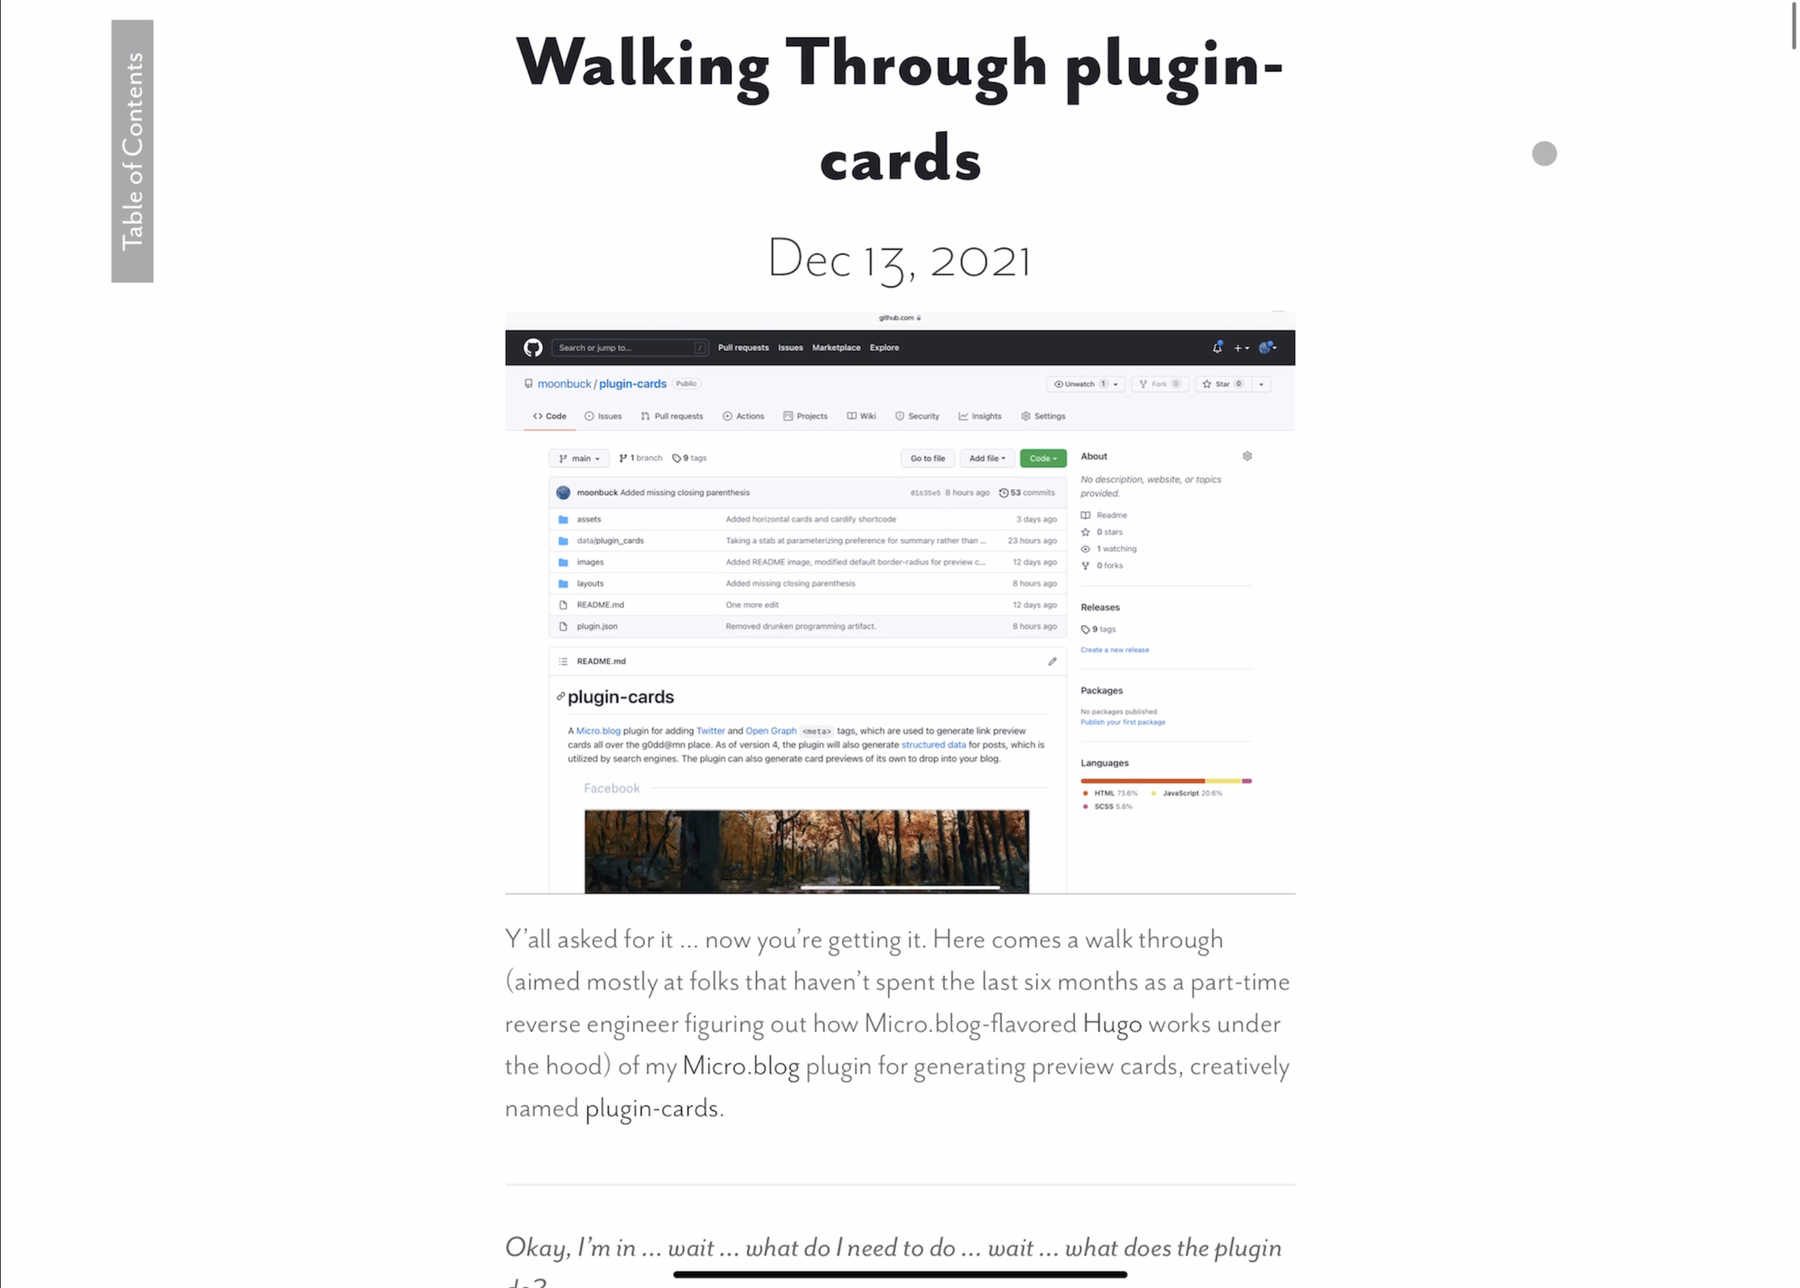 Table of Contents
Walking Through plugin-
cards
Dec 13, 2021
github.com
Search or jump to... /
Pull requests Issues Marketplace Explore
moonbuck / plugin-cards Public
Unwatch 1 Fork 0 Star 0
Code Issues Pull requests Actions Projects Wiki Security Insights Settings
main 1 branch 9 tags
Go to file Add file Code
moonbuck Added missing closing parenthesis 01635e5 8 hours ago 53 commits
assets Added horizontal cards and cardify shortcode 3 days ago
data/plugin_cards Taking a stab at parameterizing preference for summary rather than ... 23 hours ago
images Added README image, modified default border-radius for preview c... 12 days ago
layouts Added missing closing parenthesis 8 hours ago
README.md One more edit 12 days ago
plugin.json Removed drunken programming artifact. 8 hours ago
README.md
plugin-cards
A Micro.blog plugin for adding Twitter and Open Graph <meta> tags, which are used to generate link preview
cards all over the g0dd@mn place. As of version 4, the plugin will also generate structured data for posts, which is
utilized by search engines. The plugin can also generate card previews of its own to drop into your blog.
Facebook
About
No description, website, or topics
provided.
Readme
0 stars
1 watching
0 forks
Releases
9 tags
Create a new release
Packages
No packages published
Publish your first package
Languages
HTML 73.6% JavaScript 20.6%
SCSS 5.8%
Y'all asked for it ... now you're getting it. Here comes a walk through
(aimed mostly at folks that haven't spent the last six months as a part-time
reverse engineer figuring out how Micro.blog-flavored Hugo works under
the hood) of my Micro.blog plugin for generating preview cards, creatively
named plugin-cards.
Okay, I'm in ... wait ... what do I need to do ... wait ... what does the plugin